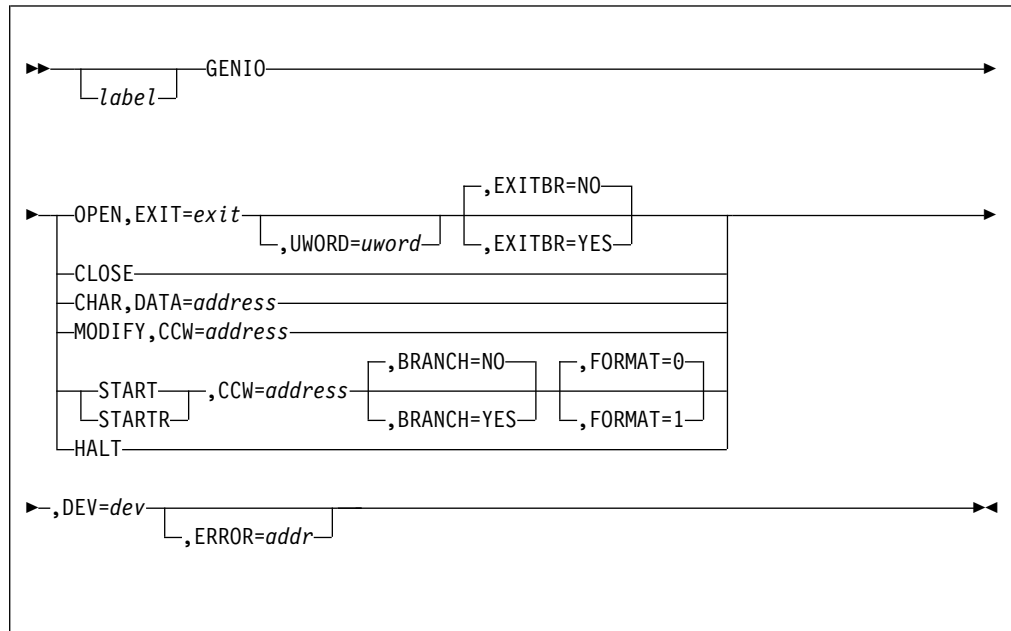 GENIO
label
,EXITBR=NO
OPEN,EXIT=exit
,UWORD=uword ,EXITBR=YES
CLOSE
CHAR,DATA=address
MODIFY,CCW=address
,BRANCH=NO ,FORMAT=0
START ,CCW=address
STARTR ,BRANCH=YES ,FORMAT=1
HALT
,DEV=dev
,ERROR=addr